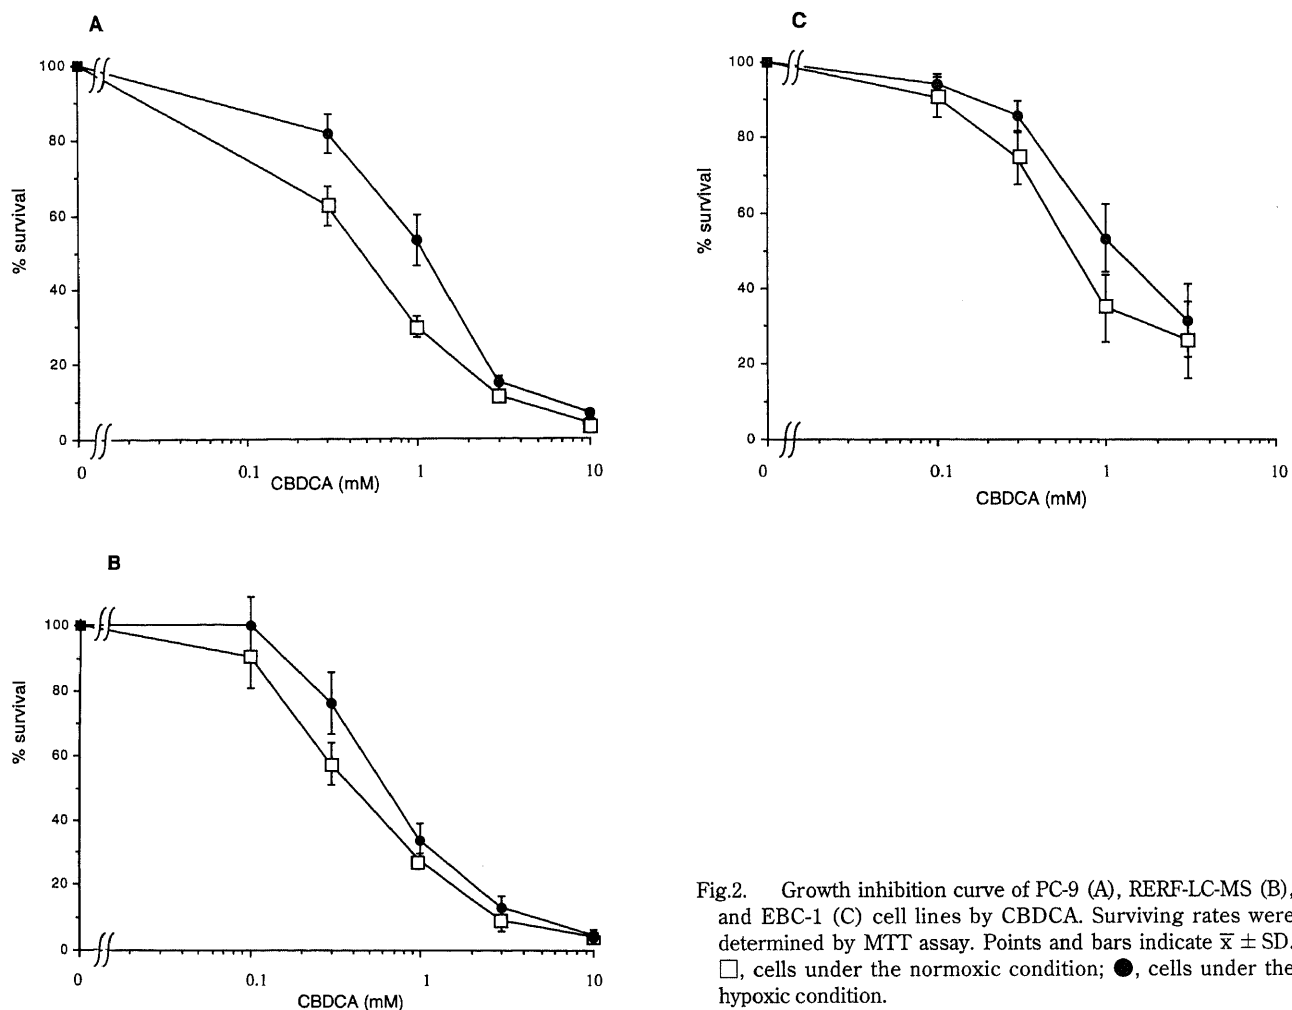 A
100
80
60
40
20
0
% survival
0 0.1 1 10
CBDCA (mM)
C
100
80
60
40
20
0
% survival
0 0.1 1 10
CBDCA (mM)
B
100
80
60
40
20
0
% survival
0 0.1 1 10
CBDCA (mM)
Fig.2. Growth inhibition curve of PC-9 (A), RERF-LC-MS (B),
and EBC-1 (C) cell lines by CBDCA. Surviving rates were
determined by MTT assay. Points and bars indicate x̅ ± SD.
□, cells under the normoxic condition; ●, cells under the
hypoxic condition.